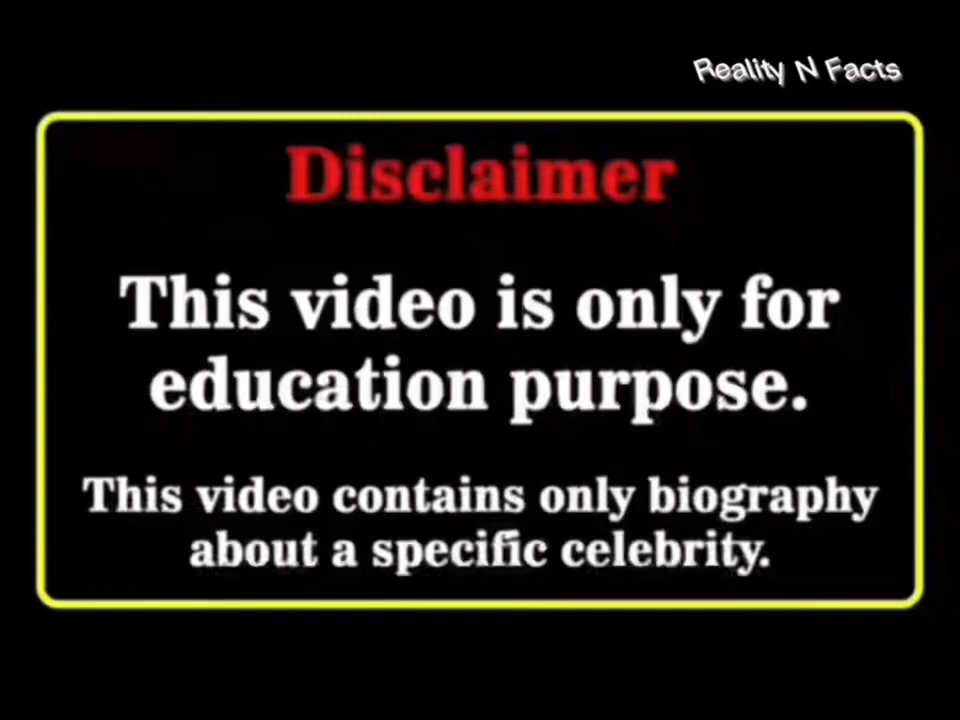 Reality N Facts
Disclaimer
This video is only for
education purpose.
This video contains only biography
about a specific celebrity.